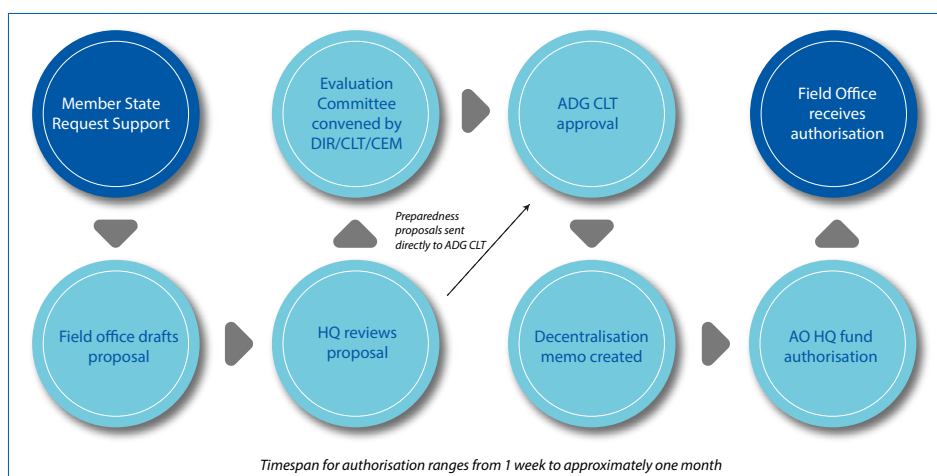 Member State
Request Support
Evaluation
Committee
convened by
DIR/CLT/CEM
ADG CLT
approval
Field Office
receives
authorisation
Preparedness
proposals sent
directly to ADG CLT
Field office drafts
proposal
HQ reviews
proposal
Decentralisation
memo created
AO HQ fund
authorisation
Timespan for authorisation ranges from 1 week to approximately one month